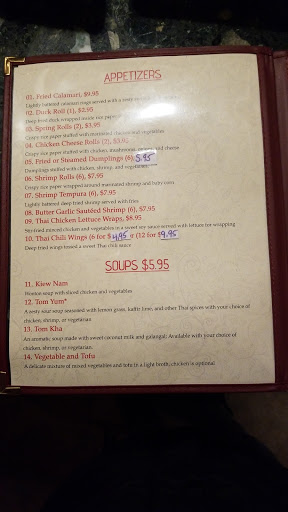 APPETIZERS
01. Fried Calamari, $9.95
Lightly battered calamari rings served with a zesty
02. Duck Roll (1), $2.95
Deep fried duck wrapped inside rice paper
03. Spring Rolls (2), $3.95
Crispy rice paper stuffed with marinated chicken and vegetables
04. Chicken Cheese Rolls (2), $3.95
Crispy rice paper stuffed with chicken, mushrooms, and cheese
05. Fried or Steamed Dumplings (6) 5.95
Dumplings stuffed with chicken, shrimp, and vegetables
06. Shrimp Rolls (6), $7.95
Crispy rice paper wrapped around marinated shrimp and baby corn
07. Shrimp Tempura (6), $7.95
Lightly battered deep fried shrimp served with fries
08. Butter Garlic Sautéed Shrimp (6), $7.95
09. Thai Chicken Lettuce Wraps, $8.95
Stir-fried minced chicken and vegetables in a sweet soy sauce served with lettuce for wrapping
10. Thai Chili Wings (6 for $4.95 or (12 for $9.95
Deep fried wings tossed a sweet Thai chili sauce
SOUPS $5.95
11. Kiew Nam
Wonton soup with sliced chicken and vegetables
12. Tom Yum*
A zesty sour soup seasoned with lemon grass, kaffir lime, and other Thai spices with your choice of
chicken, shrimp, or vegetarian
13. Tom Kha
An aromatic soup made with sweet coconut milk and galangal; Available with your choice of
chicken, shrimp, or vegetarian
14. Vegetable and Tofu
A delicate mixture of mixed vegetables and tofu in a light broth; chicken is optional